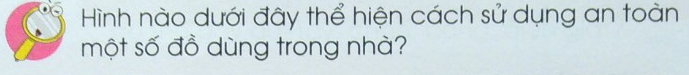 Hình nào dưới đây thể hiện cách sử dụng an toàn
một số đồ dùng trong nhà?